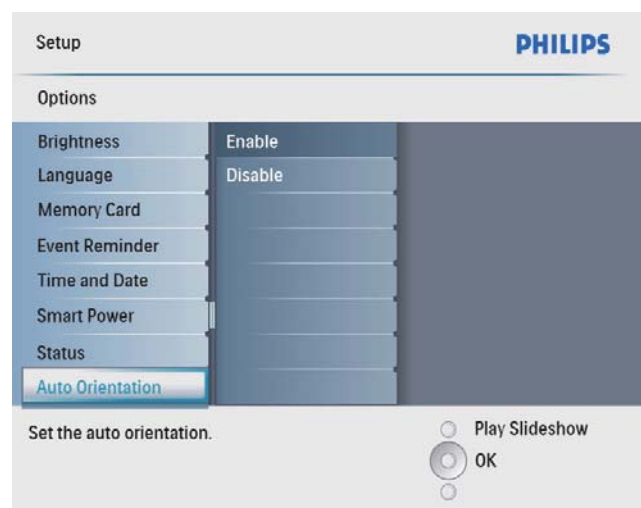 Setup
PHILIPS
Options
Brightness
Language
Memory Card
Event Reminder
Time and Date
Smart Power
Status
Auto Orientation
Enable
Disable
Set the auto orientation.
Play Slideshow
OK